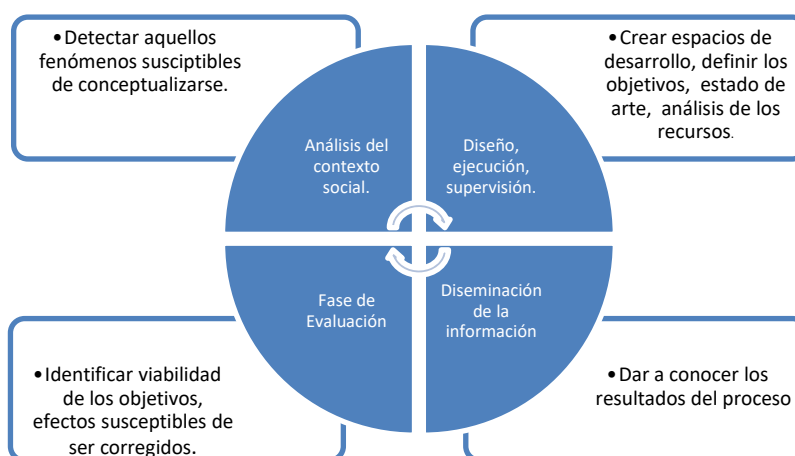 •Detectar aquellos
fenómenos susciptibles
de conceptualizarse.
•Crear espacios de
desarrollo, definir los
objetivos, estado de
arte, análisis de los
recursos.
Análisis del
contexto
social.
Diseño,
ejecución,
supervisión.
Fase de
Evaluación
Diseminación
de la
información
•Identificar viabilidad
de los objetivos,
efectos susceptibles de
ser corregidos.
•Dar a conocer los
resultados del proceso